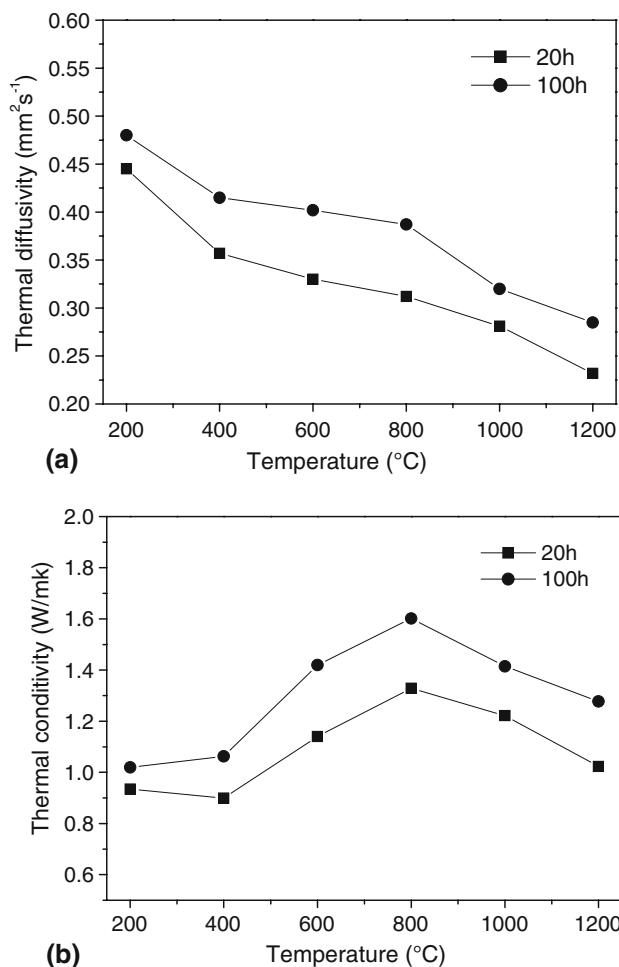 0.60
0.55
0.50
0.45
0.40
0.35
0.30
0.25
0.20
Thermal diffusivity (mm²s⁻¹)
20h
100h
200 400 600 800 1000 1200
(a) Temperature (°C)
2.0
1.8
1.6
1.4
1.2
1.0
0.8
0.6
Thermal conditivity (W/mk)
20h
100h
200 400 600 800 1000 1200
(b) Temperature (°C)